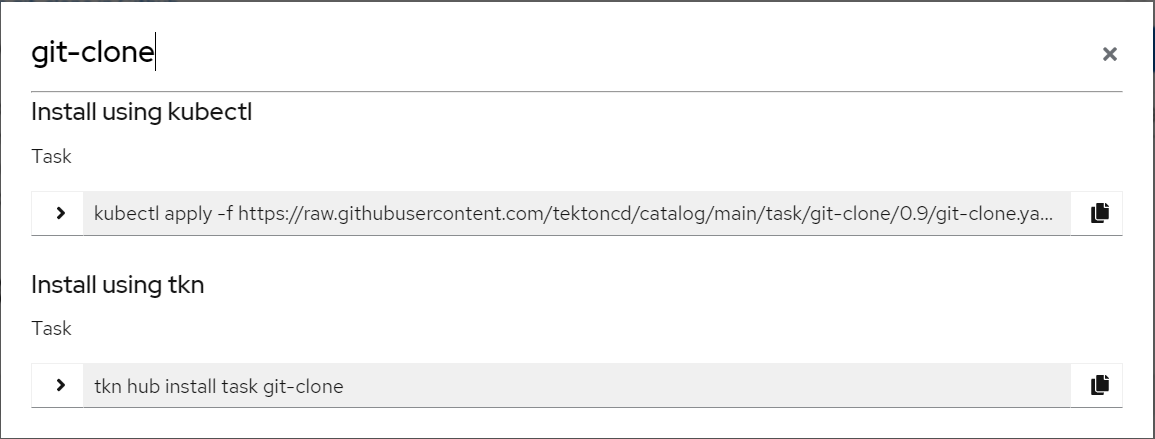 git-clone
Install using kubectl
Task
kubectl apply -f https://raw.githubusercontent.com/tektoncd/catalog/main/task/git-clone/0.9/git-clone.ya...
Install using tkn
Task
tkn hub install task git-clone